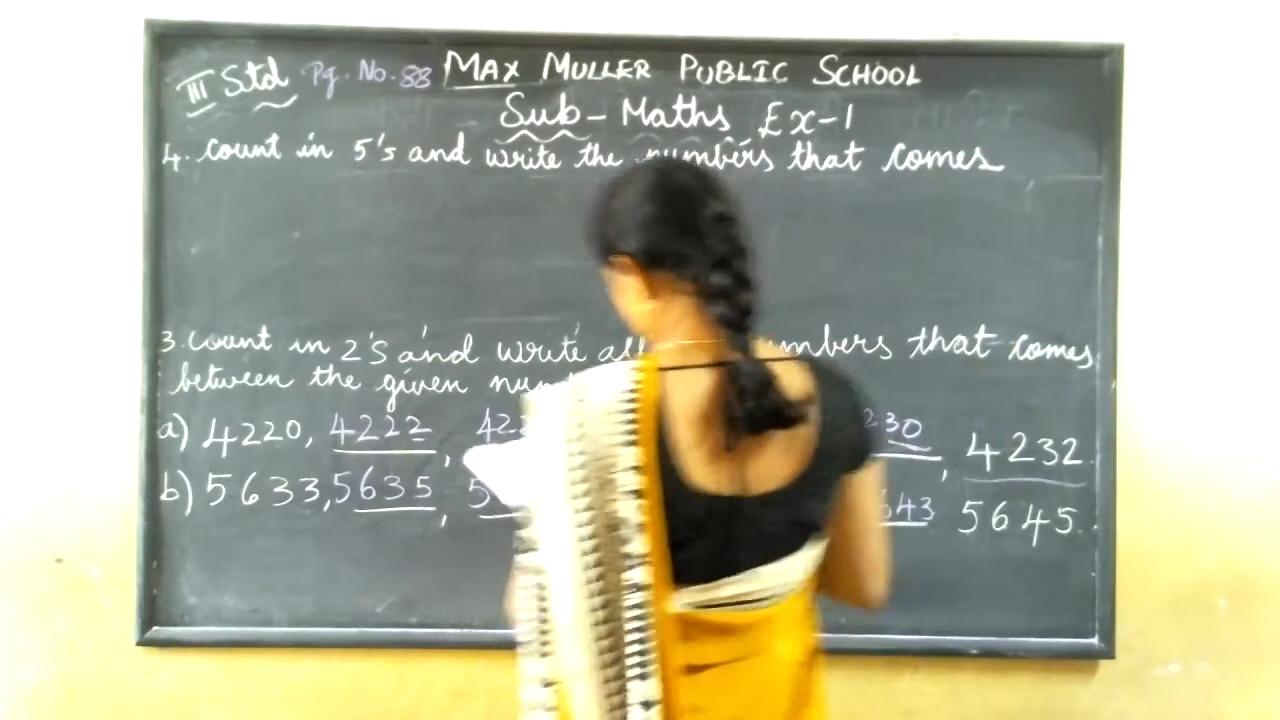 III Std Pg. No. 88 MAX MULLER PUBLIC SCHOOL
Sub - Maths Ex-1
4. count in 5's and write the numbers that comes
3. count in 2's and write all numbers that comes
between the given
a) 4220, 4222, 4232
b) 5633, 5635, 5645.